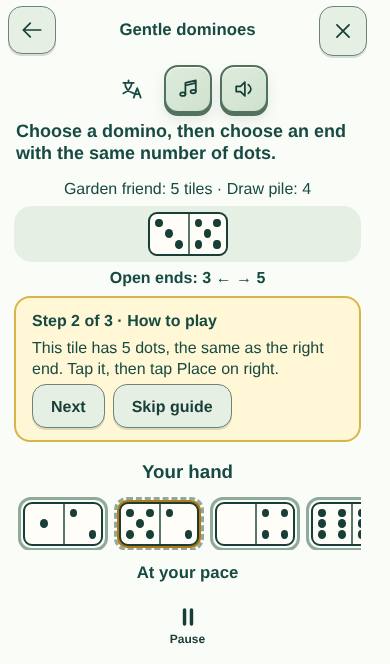 Gentle dominoes
Choose a domino, then choose an end
with the same number of dots.
Garden friend: 5 tiles · Draw pile: 4
Open ends: 3 ← → 5
Step 2 of 3 · How to play
This tile has 5 dots, the same as the right
end. Tap it, then tap Place on right.
Next
Skip guide
Your hand
At your pace
Pause